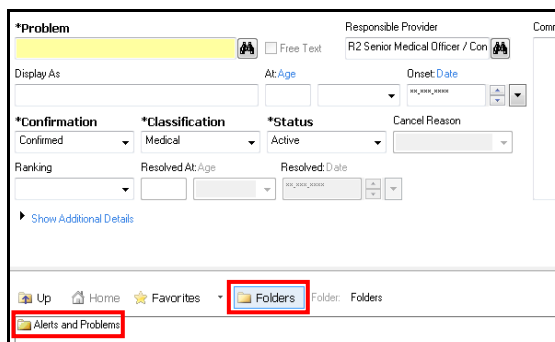 *Problem Responsible Provider Com
Free Text R2 Senior Medical Officer / Con
Display As At: Age Onset: Date
**,***,****
*Confirmation *Classification *Status Cancel Reason
Confirmed Medical Active
Ranking Resolved At: Age Resolved: Date
**,***,****
Show Additional Details
Up Home Favorites Folders Folder: Folders
Alerts and Problems